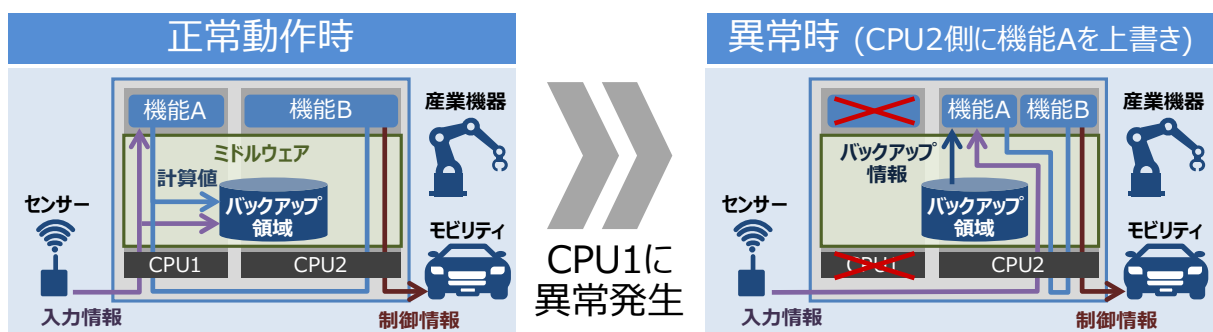 正常動作時
機能A
機能B
ミドルウェア
計算値
バックアップ
領域
センサー
CPU1
CPU2
入力情報
産業機器
モビリティ
制御情報
CPU1に
異常発生
異常時 (CPU2側に機能Aを上書き)
機能A
機能B
バックアップ
情報
バックアップ
領域
センサー
CPU1
CPU2
入力情報
産業機器
モビリティ
制御情報